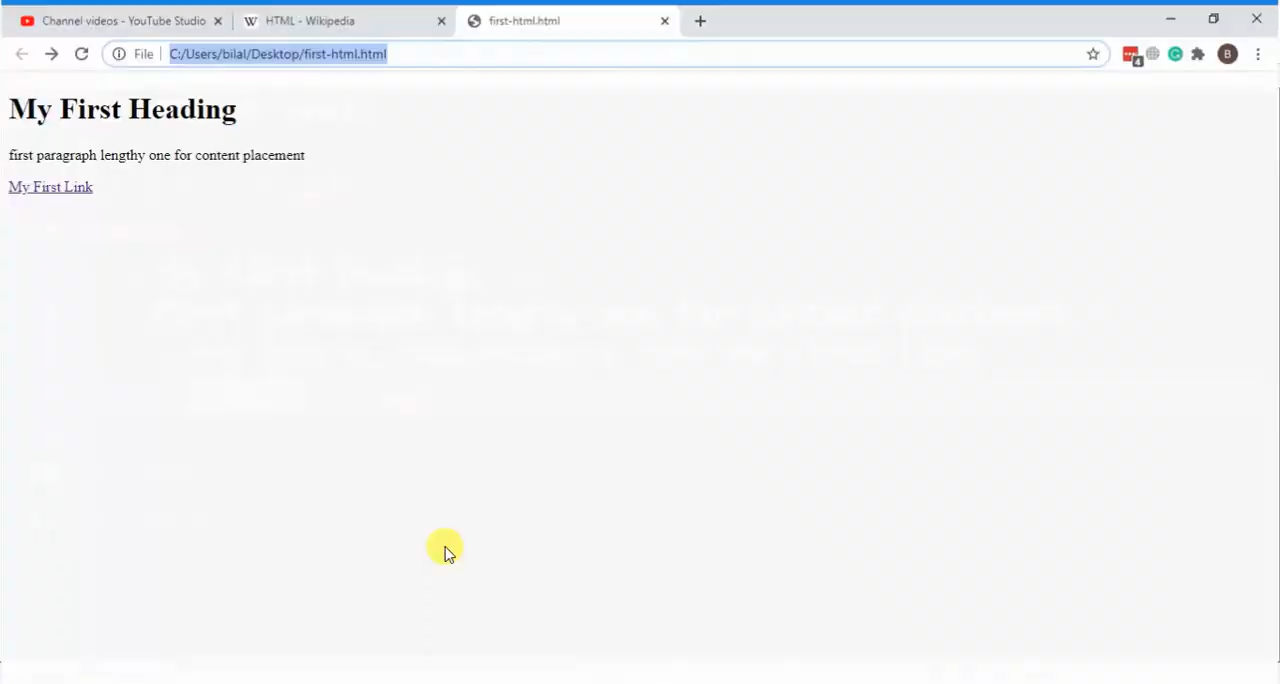 Channel videos - YouTube Studio
W HTML - Wikipedia
first-html.html
File C:/Users/bilal/Desktop/first-html.html
4
B
My First Heading
first paragraph lengthy one for content placement
My First Link